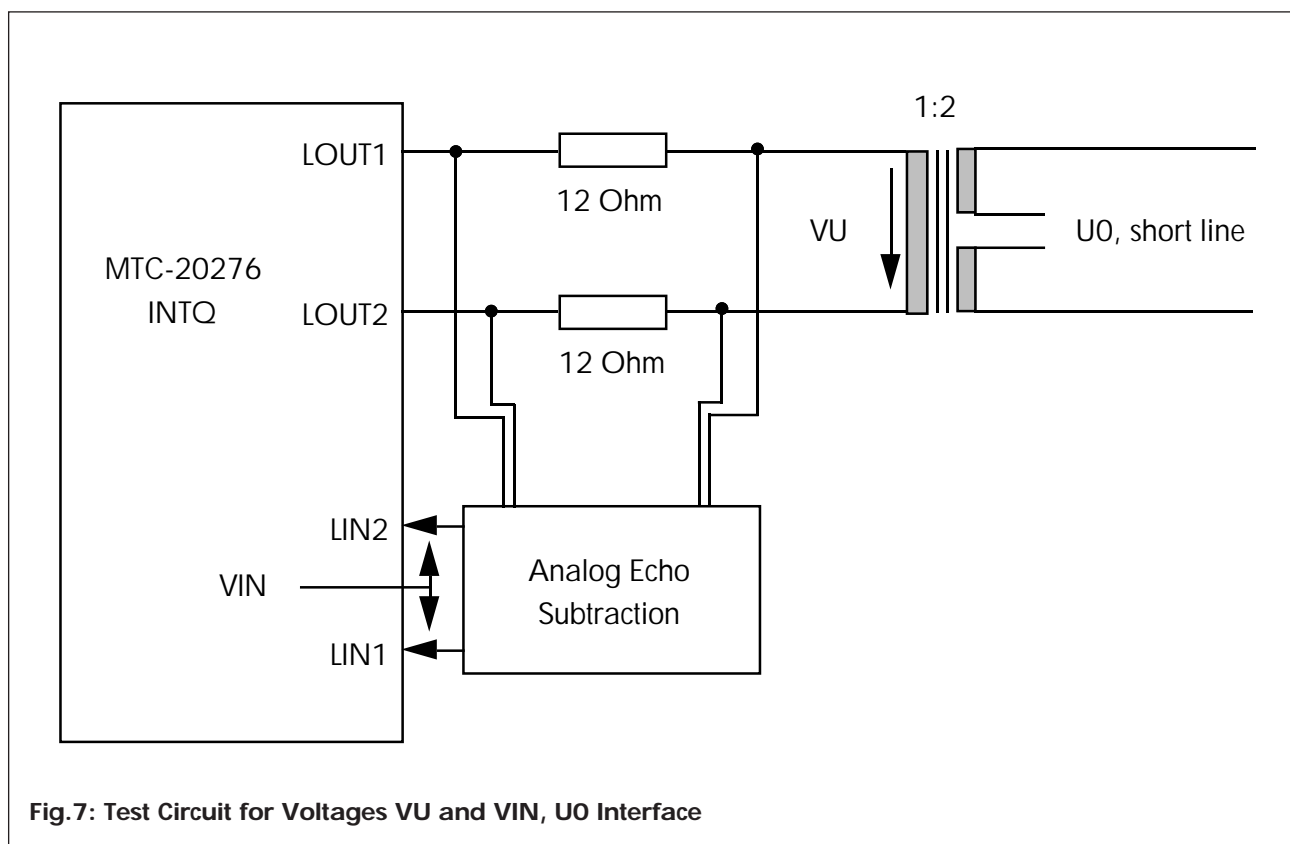 1:2
LOUT1
12 Ohm
VU
U0, short line
MTC-20276
INTQ
LOUT2
12 Ohm
LIN2
VIN
Analog Echo
Subtraction
LIN1
Fig.7: Test Circuit for Voltages VU and VIN, U0 Interface